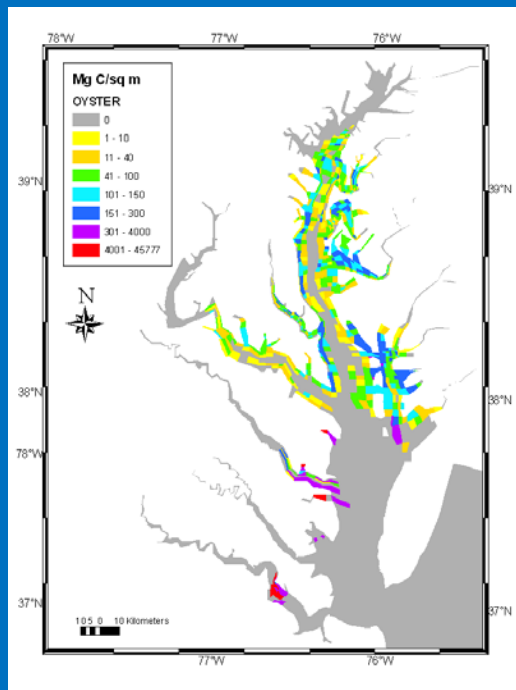 78°W
77°W
76°W
Mg C/sq m
OYSTER
0
1 - 10
11 - 40
41 - 100
101 - 150
151 - 300
301 - 4000
4001 - 45777
39°N
39°N
N
38°N
38°N
78°W
37°N
37°N
10 5 0 10 Kilometers
77°W
76°W